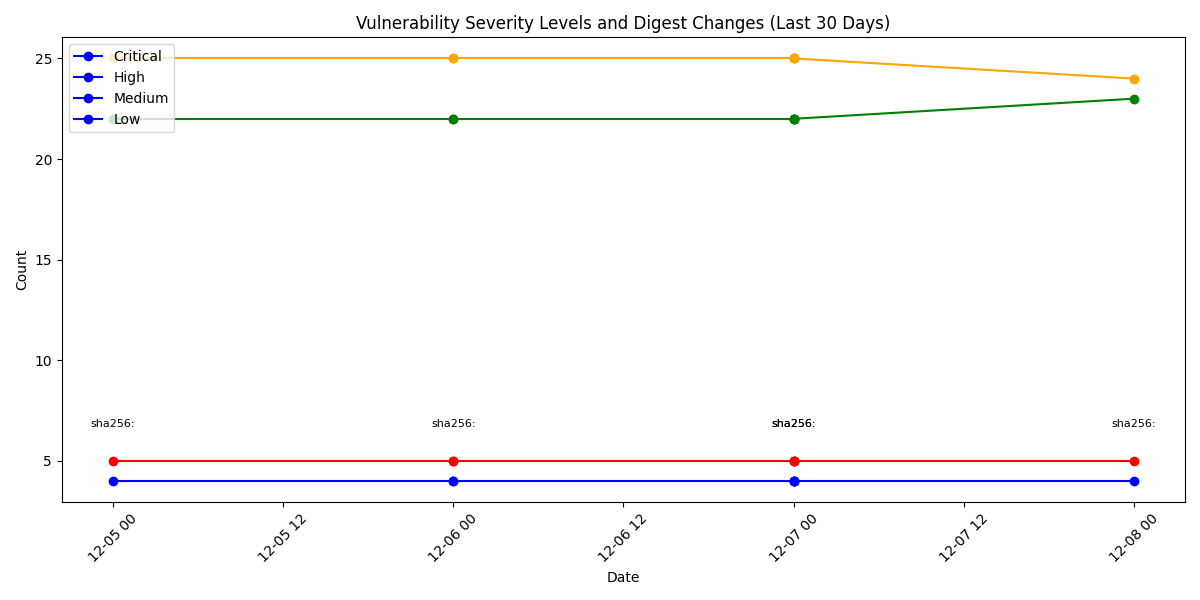 Vulnerability Severity Levels and Digest Changes (Last 30 Days)
Critical
High
Medium
Low
25
20
15
10
5
Count
sha256: sha256: sha256: sha256:
12-05 00 12-05 12 12-06 00 12-06 12 12-07 00 12-07 12 12-08 00
Date